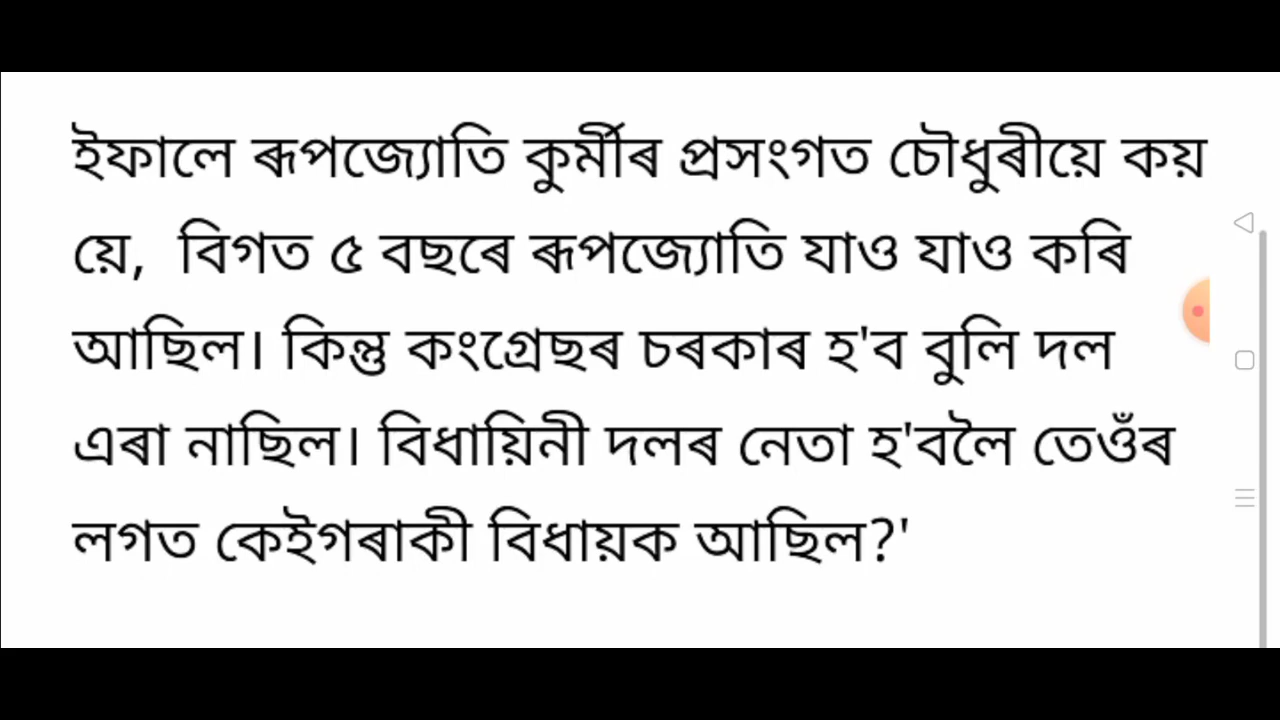 ইফালে ৰূপজ্যোতি কুৰ্মীৰ প্ৰসংগত চৌধুৰীয়ে কয়
য়ে, বিগত ৫ বছৰে ৰূপজ্যোতি যাও যাও কৰি
আছিল। কিন্তু কংগ্ৰেছৰ চৰকাৰ হ'ব বুলি দল
এৰা নাছিল। বিধায়িনী দলৰ নেতা হ'বলৈ তেওঁৰ
লগত কেইগৰাকী বিধায়ক আছিল?'